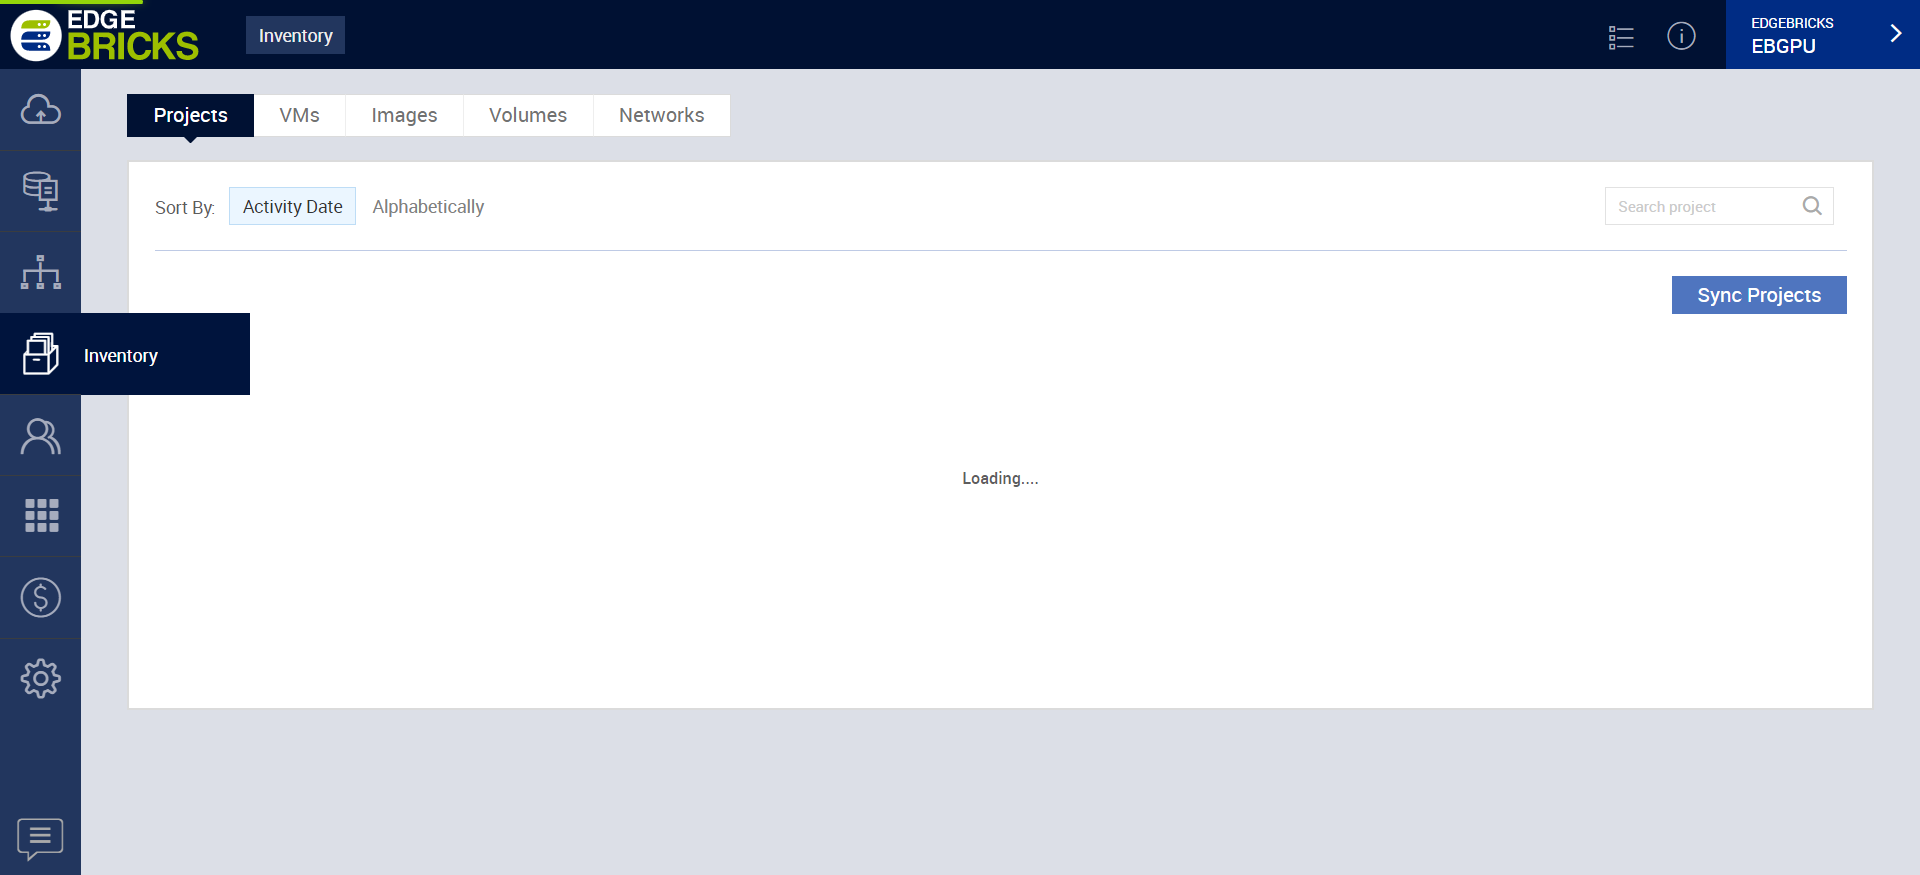 EDGE
BRICKS
Inventory
EDGEBRICKS
EBGPU
Projects
VMs
Images
Volumes
Networks
Sort By:
Activity Date
Alphabetically
Search project
Sync Projects
Inventory
Loading....